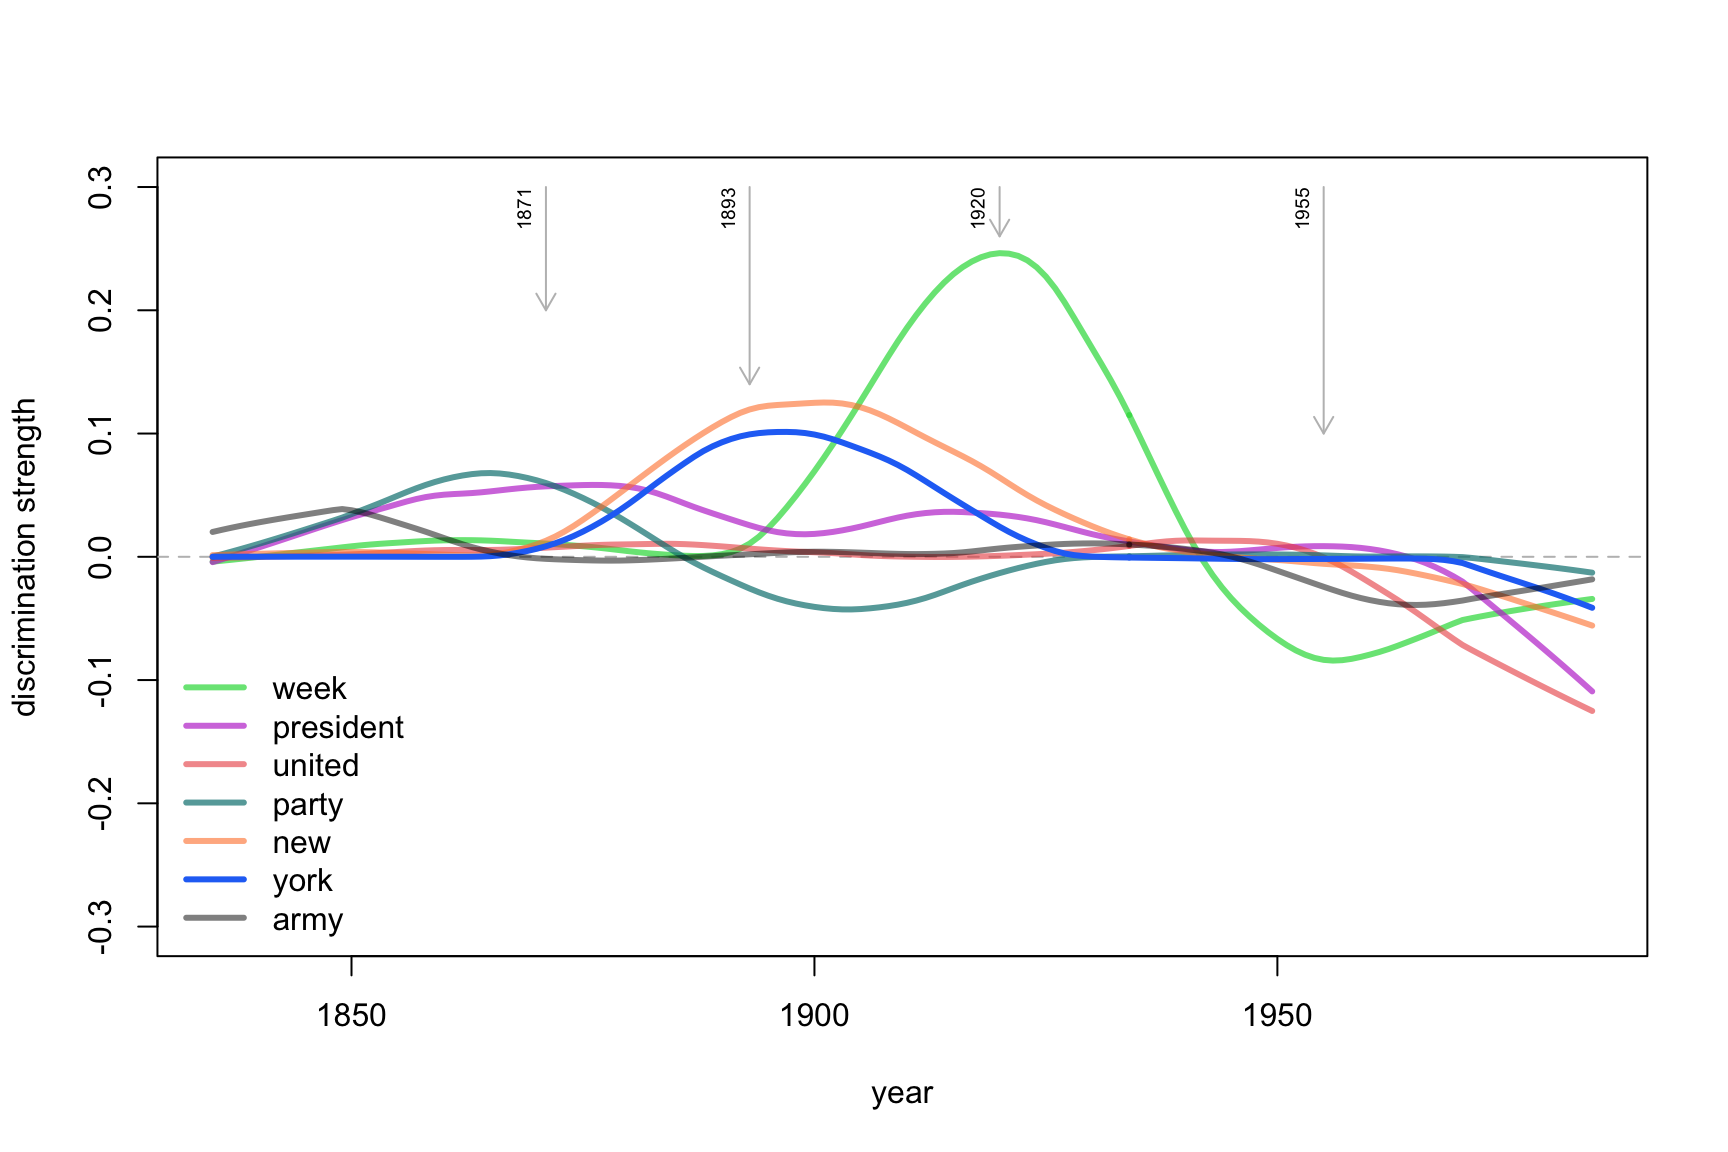 1871
1893
1920
1955
0.3
0.2
0.1
0.0
-0.1
-0.2
-0.3
discrimination strength
week
president
united
party
new
york
army
1850
1900
1950
year